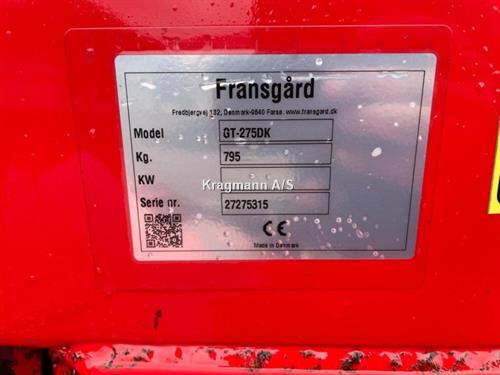 Fransgård
Fredbjergvej 132, Denmark-9640 Farsø. www.fransgard.dk
Model GT-275DK
Kg. 795
KW
Kragmann A/S
Serie nr. 27275315
CE
Made in Denmark